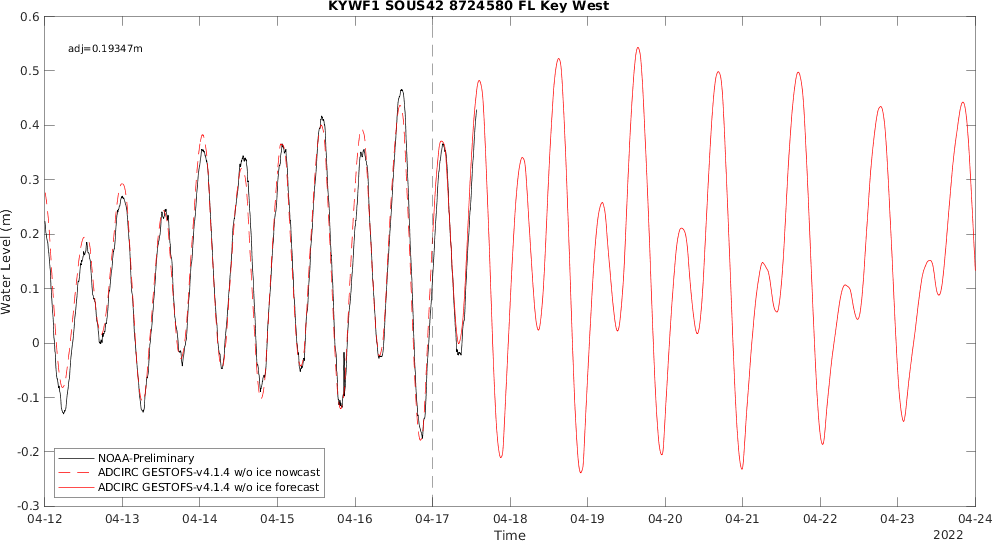 KYWF1 SOUS42 8724580 FL Key West
adj=0.19347m
0.6
0.5
0.4
0.3
0.2
0.1
0
-0.1
-0.2
-0.3
Water Level (m)
NOAA-Preliminary
ADCIRC GESTOFS-v4.1.4 w/o ice nowcast
ADCIRC GESTOFS-v4.1.4 w/o ice forecast
04-12 04-13 04-14 04-15 04-16 04-17 04-18 04-19 04-20 04-21 04-22 04-23 04-24
Time
2022